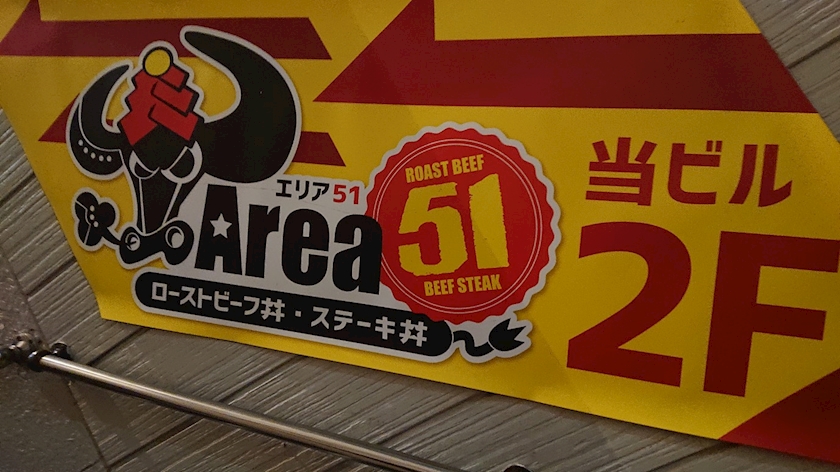 エリア51
Area
ROAST BEEF
51
BEEF STEAK
ローストビーフ丼・ステーキ丼
当ビル
2F